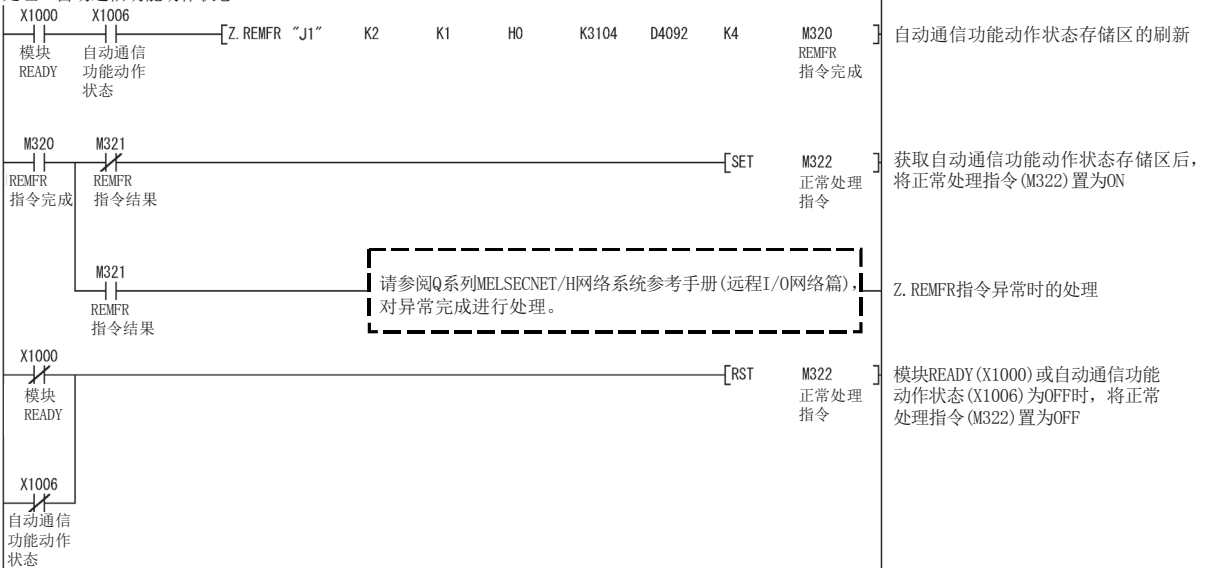 X1000 X1006
Z.REMFR "J1" K2 K1 H0 K3104 D4092 K4 M320
模块 READY
自动通信功能动作状态
REMFR 指令完成
自动通信功能动作状态存储区的刷新
M320 M321
SET M322
REMFR 指令完成
REMFR 指令结果
正常处理指令
获取自动通信功能动作状态存储区后,
将正常处理指令(M322)置为ON
M321
REMFR 指令结果
请参阅Q系列MELSECNET/H网络系统参考手册(远程I/O网络篇),
对异常完成进行处理。
Z.REMFR指令异常时的处理
X1000
RST M322
模块 READY
正常处理指令
模块READY(X1000)或自动通信功能
动作状态(X1006)为OFF时, 将正常
处理指令(M322)置为OFF
X1006
自动通信
功能动作
状态